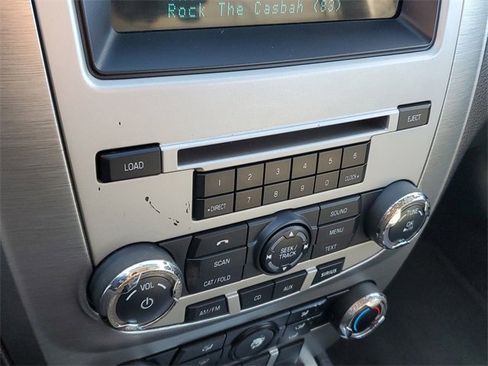 Rock The Casbah (83)
LOAD
EJECT
1 2 3 4 5 6
DIRECT 7 8 9 0 CLOCK
VOL
SCAN
CAT/FOLD
SEEK/
TRACK
SOUND
MENU
TEXT
TUNE
OK
AM/FM
CD
AUX
SIRIUS